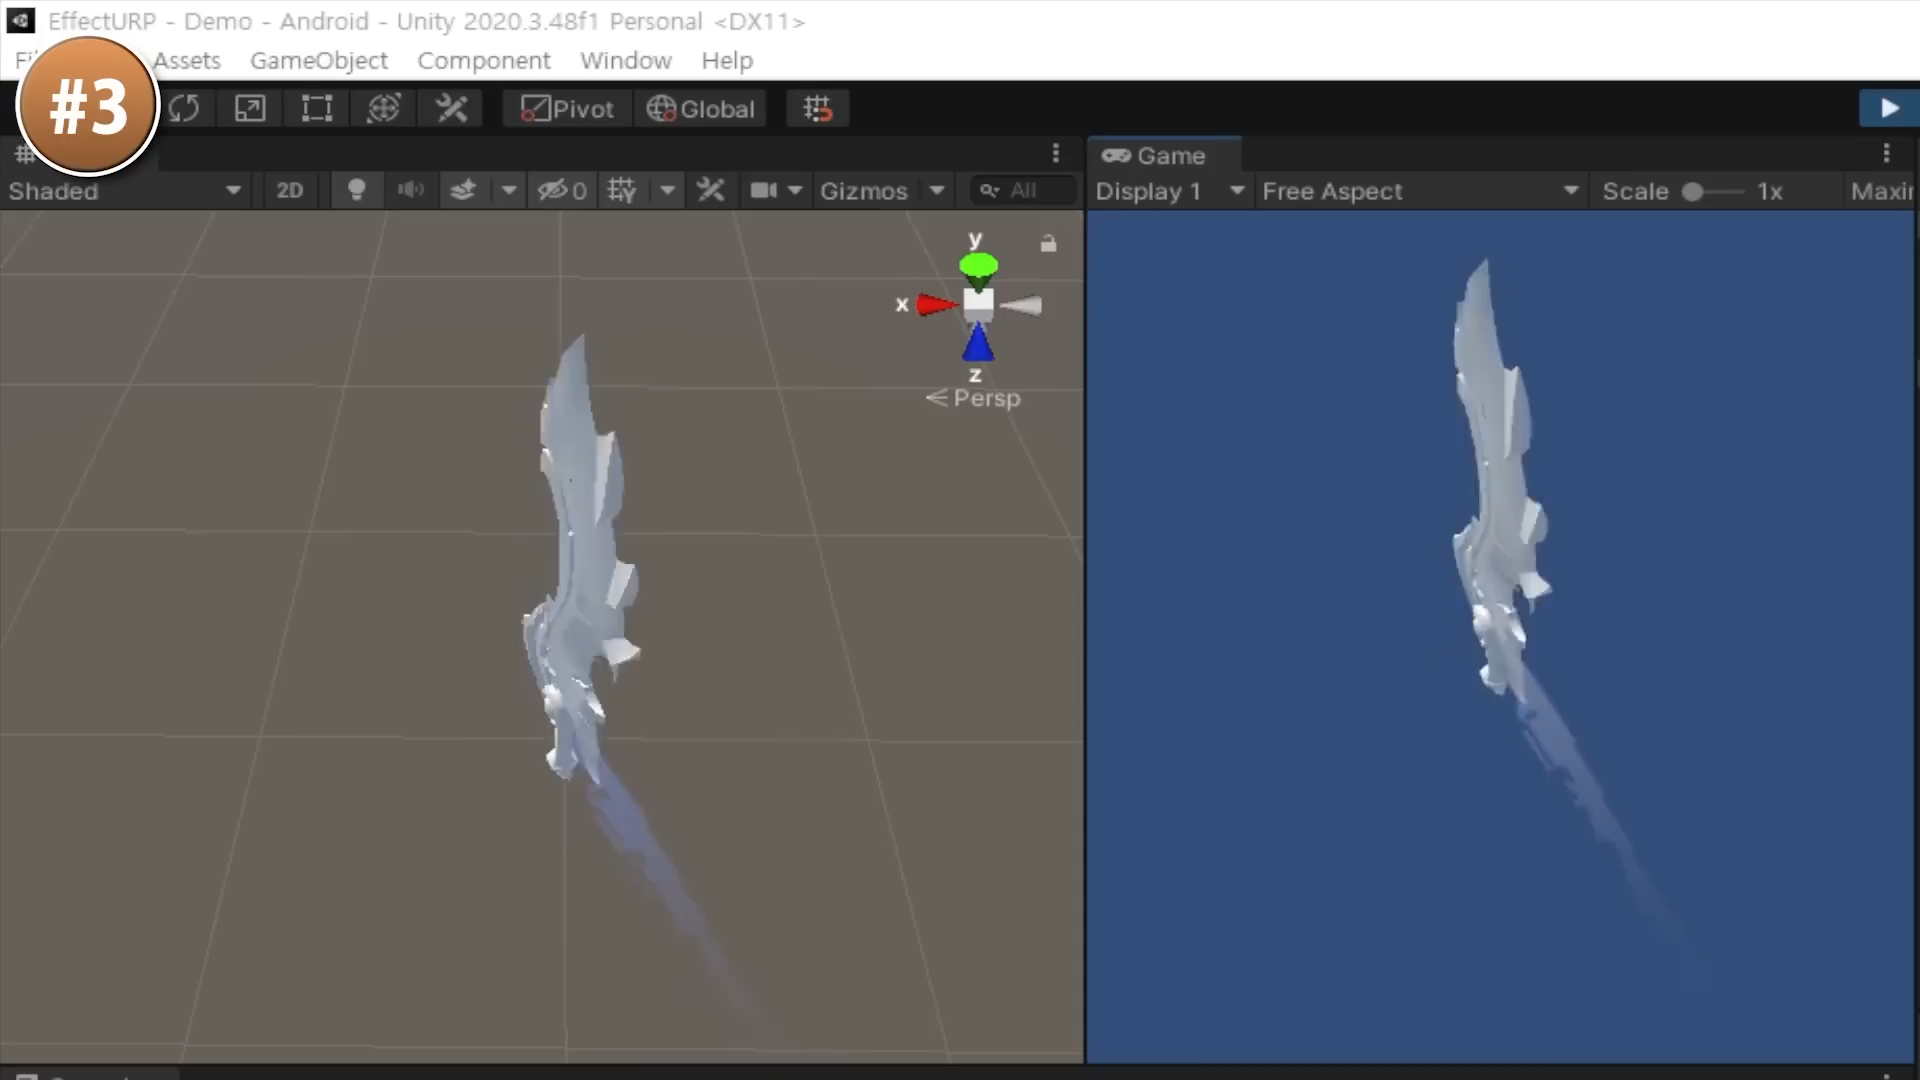 EffectURP - Demo - Android - Unity 2020.3.48f1 Personal <DX11>
Assets GameObject Component Window Help
#3
Pivot Global
Game
Shaded 2D 0 Gizmos All
Display 1 Free Aspect Scale 1x
y
x
z
Persp